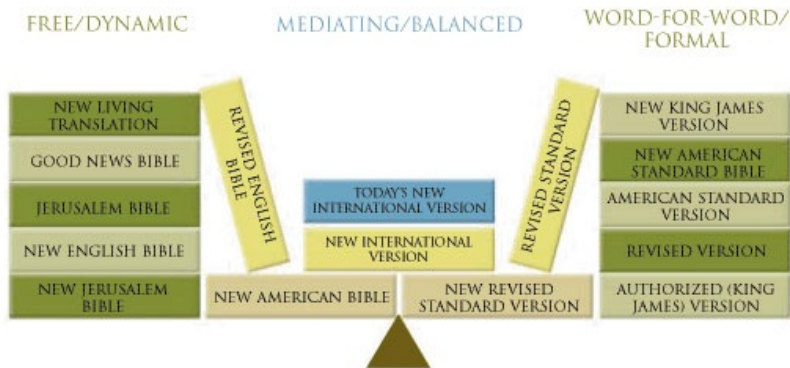 FREE/DYNAMIC
MEDIATING/BALANCED
WORD-FOR-WORD/
FORMAL
NEW LIVING
TRANSLATION
GOOD NEWS BIBLE
JERUSALEM BIBLE
NEW ENGLISH BIBLE
NEW JERUSALEM
BIBLE
REVISED ENGLISH
BIBLE
TODAY'S NEW
INTERNATIONAL VERSION
NEW INTERNATIONAL
VERSION
NEW AMERICAN BIBLE
NEW REVISED
STANDARD VERSION
REVISED STANDARD
VERSION
NEW KING JAMES
VERSION
NEW AMERICAN
STANDARD BIBLE
AMERICAN STANDARD
VERSION
REVISED VERSION
AUTHORIZED (KING
JAMES) VERSION